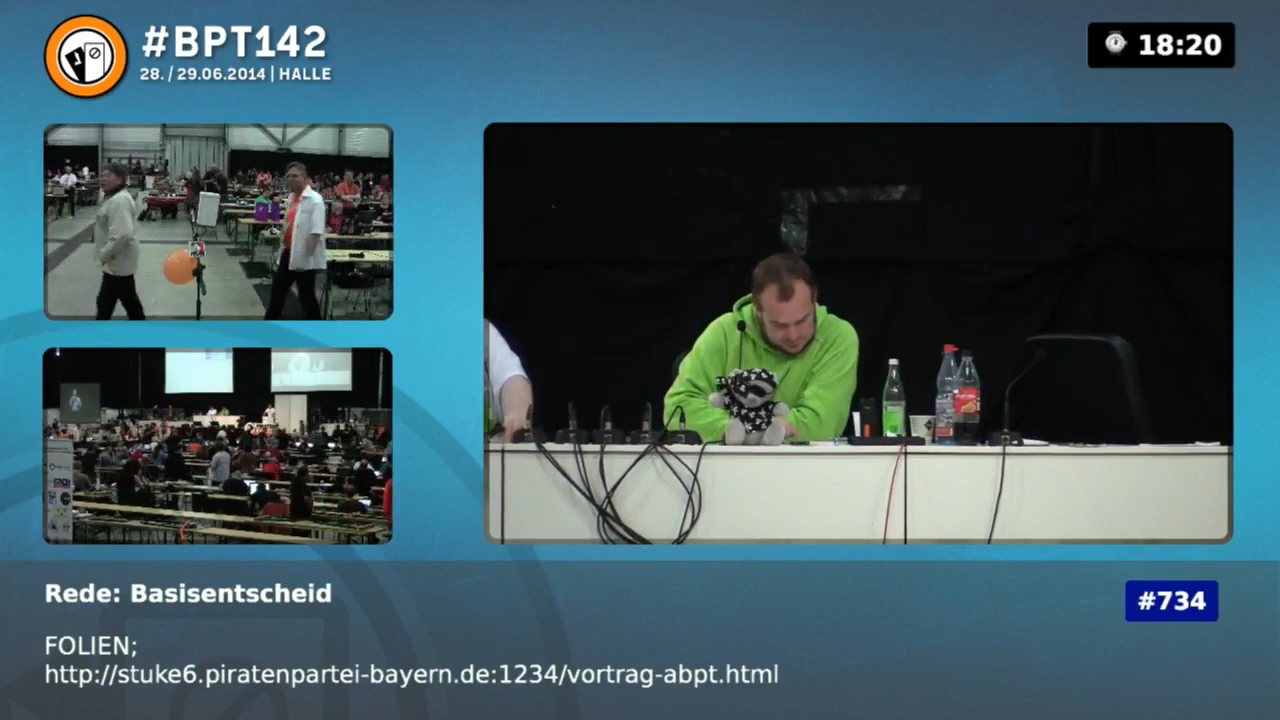 #BPT142
28. / 29.06.2014 | HALLE
18:20
Rede: Basisentscheid
#734
FOLIEN;
http://stuke6.piratenpartei-bayern.de:1234/vortrag-abpt.html